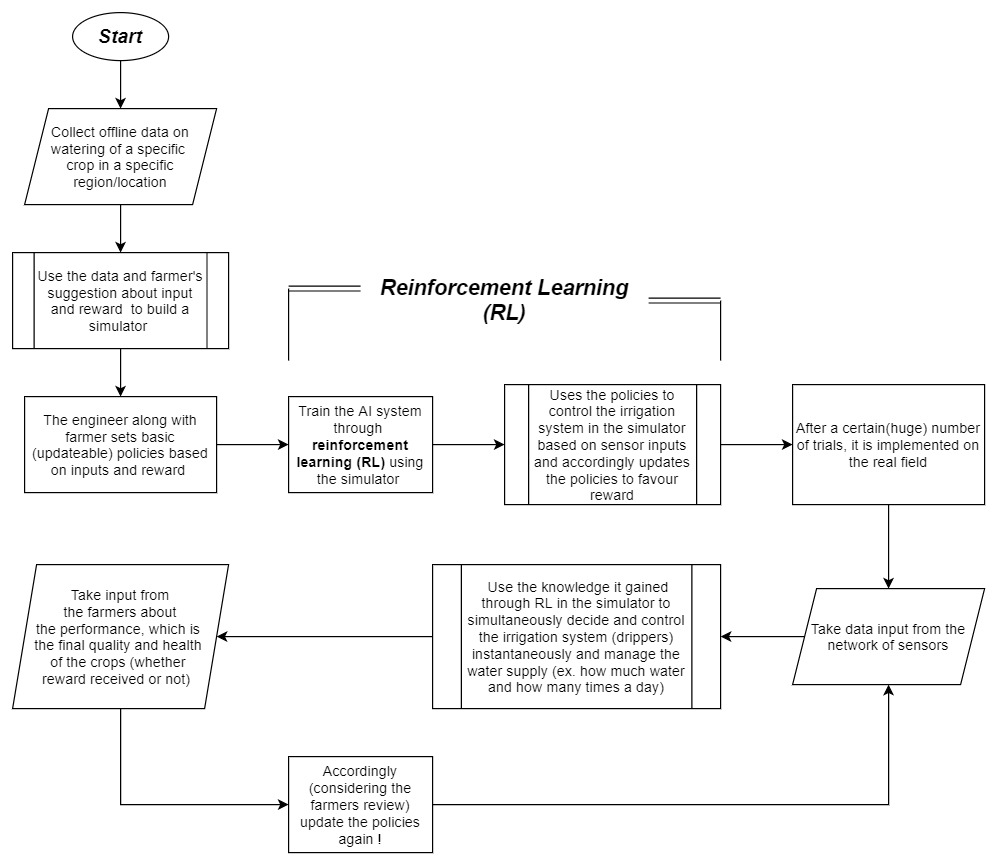 Start
Collect offline data on
watering of a specific
crop in a specific
region/location
Use the data and farmer's
suggestion about input
and reward to build a
simulator
Reinforcement Learning
(RL)
The engineer along with
farmer sets basic
(updateable) policies based
on inputs and reward
Train the AI system
through
reinforcement
learning (RL) using
the simulator
Uses the policies to
control the irrigation
system in the simulator
based on sensor inputs
and accordingly updates
the policies to favour
reward
After a certain(huge) number
of trials, it is implemented on
the real field
Take data input from the
network of sensors
Use the knowledge it gained
through RL in the simulator to
simultaneously decide and control
the irrigation system (drippers)
instantaneously and manage the
water supply (ex. how much water
and how many times a day)
Take input from
the farmers about
the performance, which is
the final quality and health
of the crops (whether
reward received or not)
Accordingly
(considering the
farmers review)
update the policies
again !